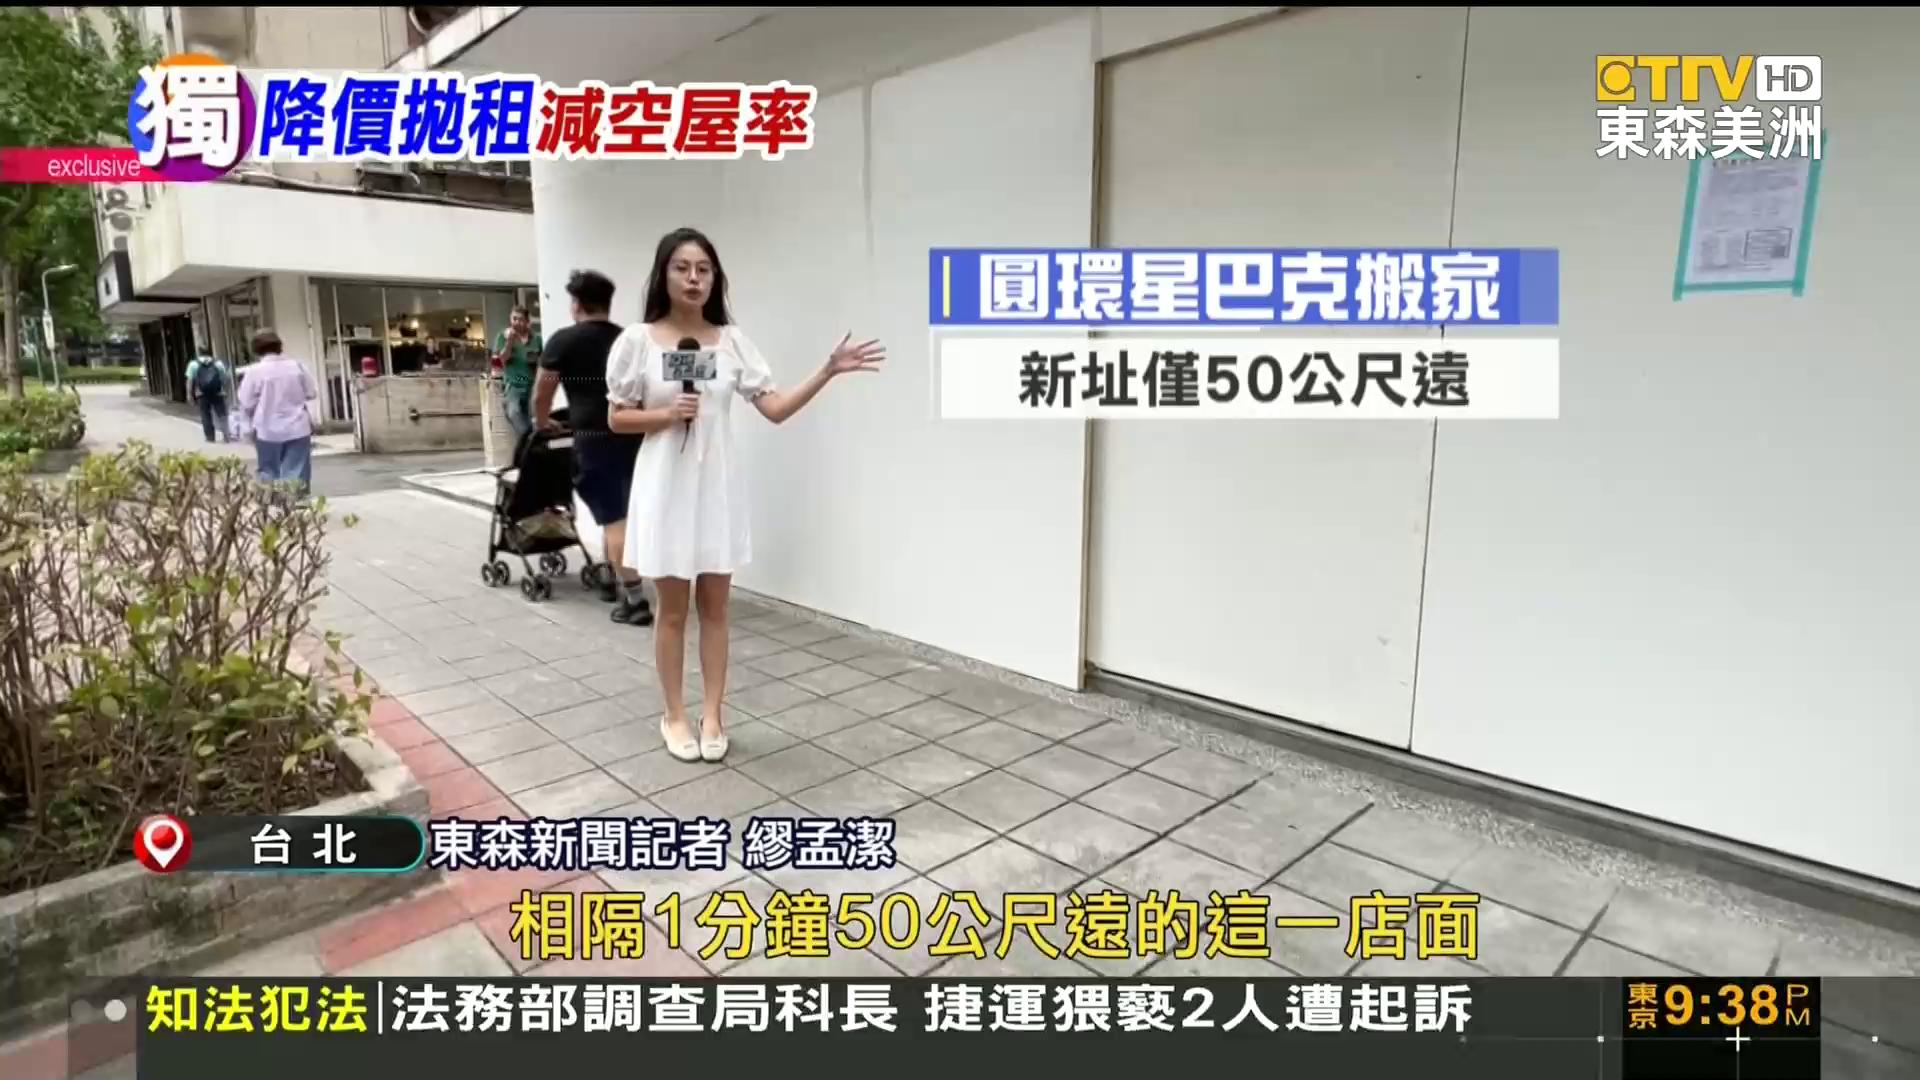 獨
exclusive
降價拋租減空屋率
ETTV HD
東森美洲
圓環星巴克搬家
新址僅50公尺遠
台北
東森新聞記者 繆孟潔
相隔1分鐘50公尺遠的這一店面
知法犯法|法務部調查局科長 捷運猥褻2人遭起訴
東京 9:38 PM